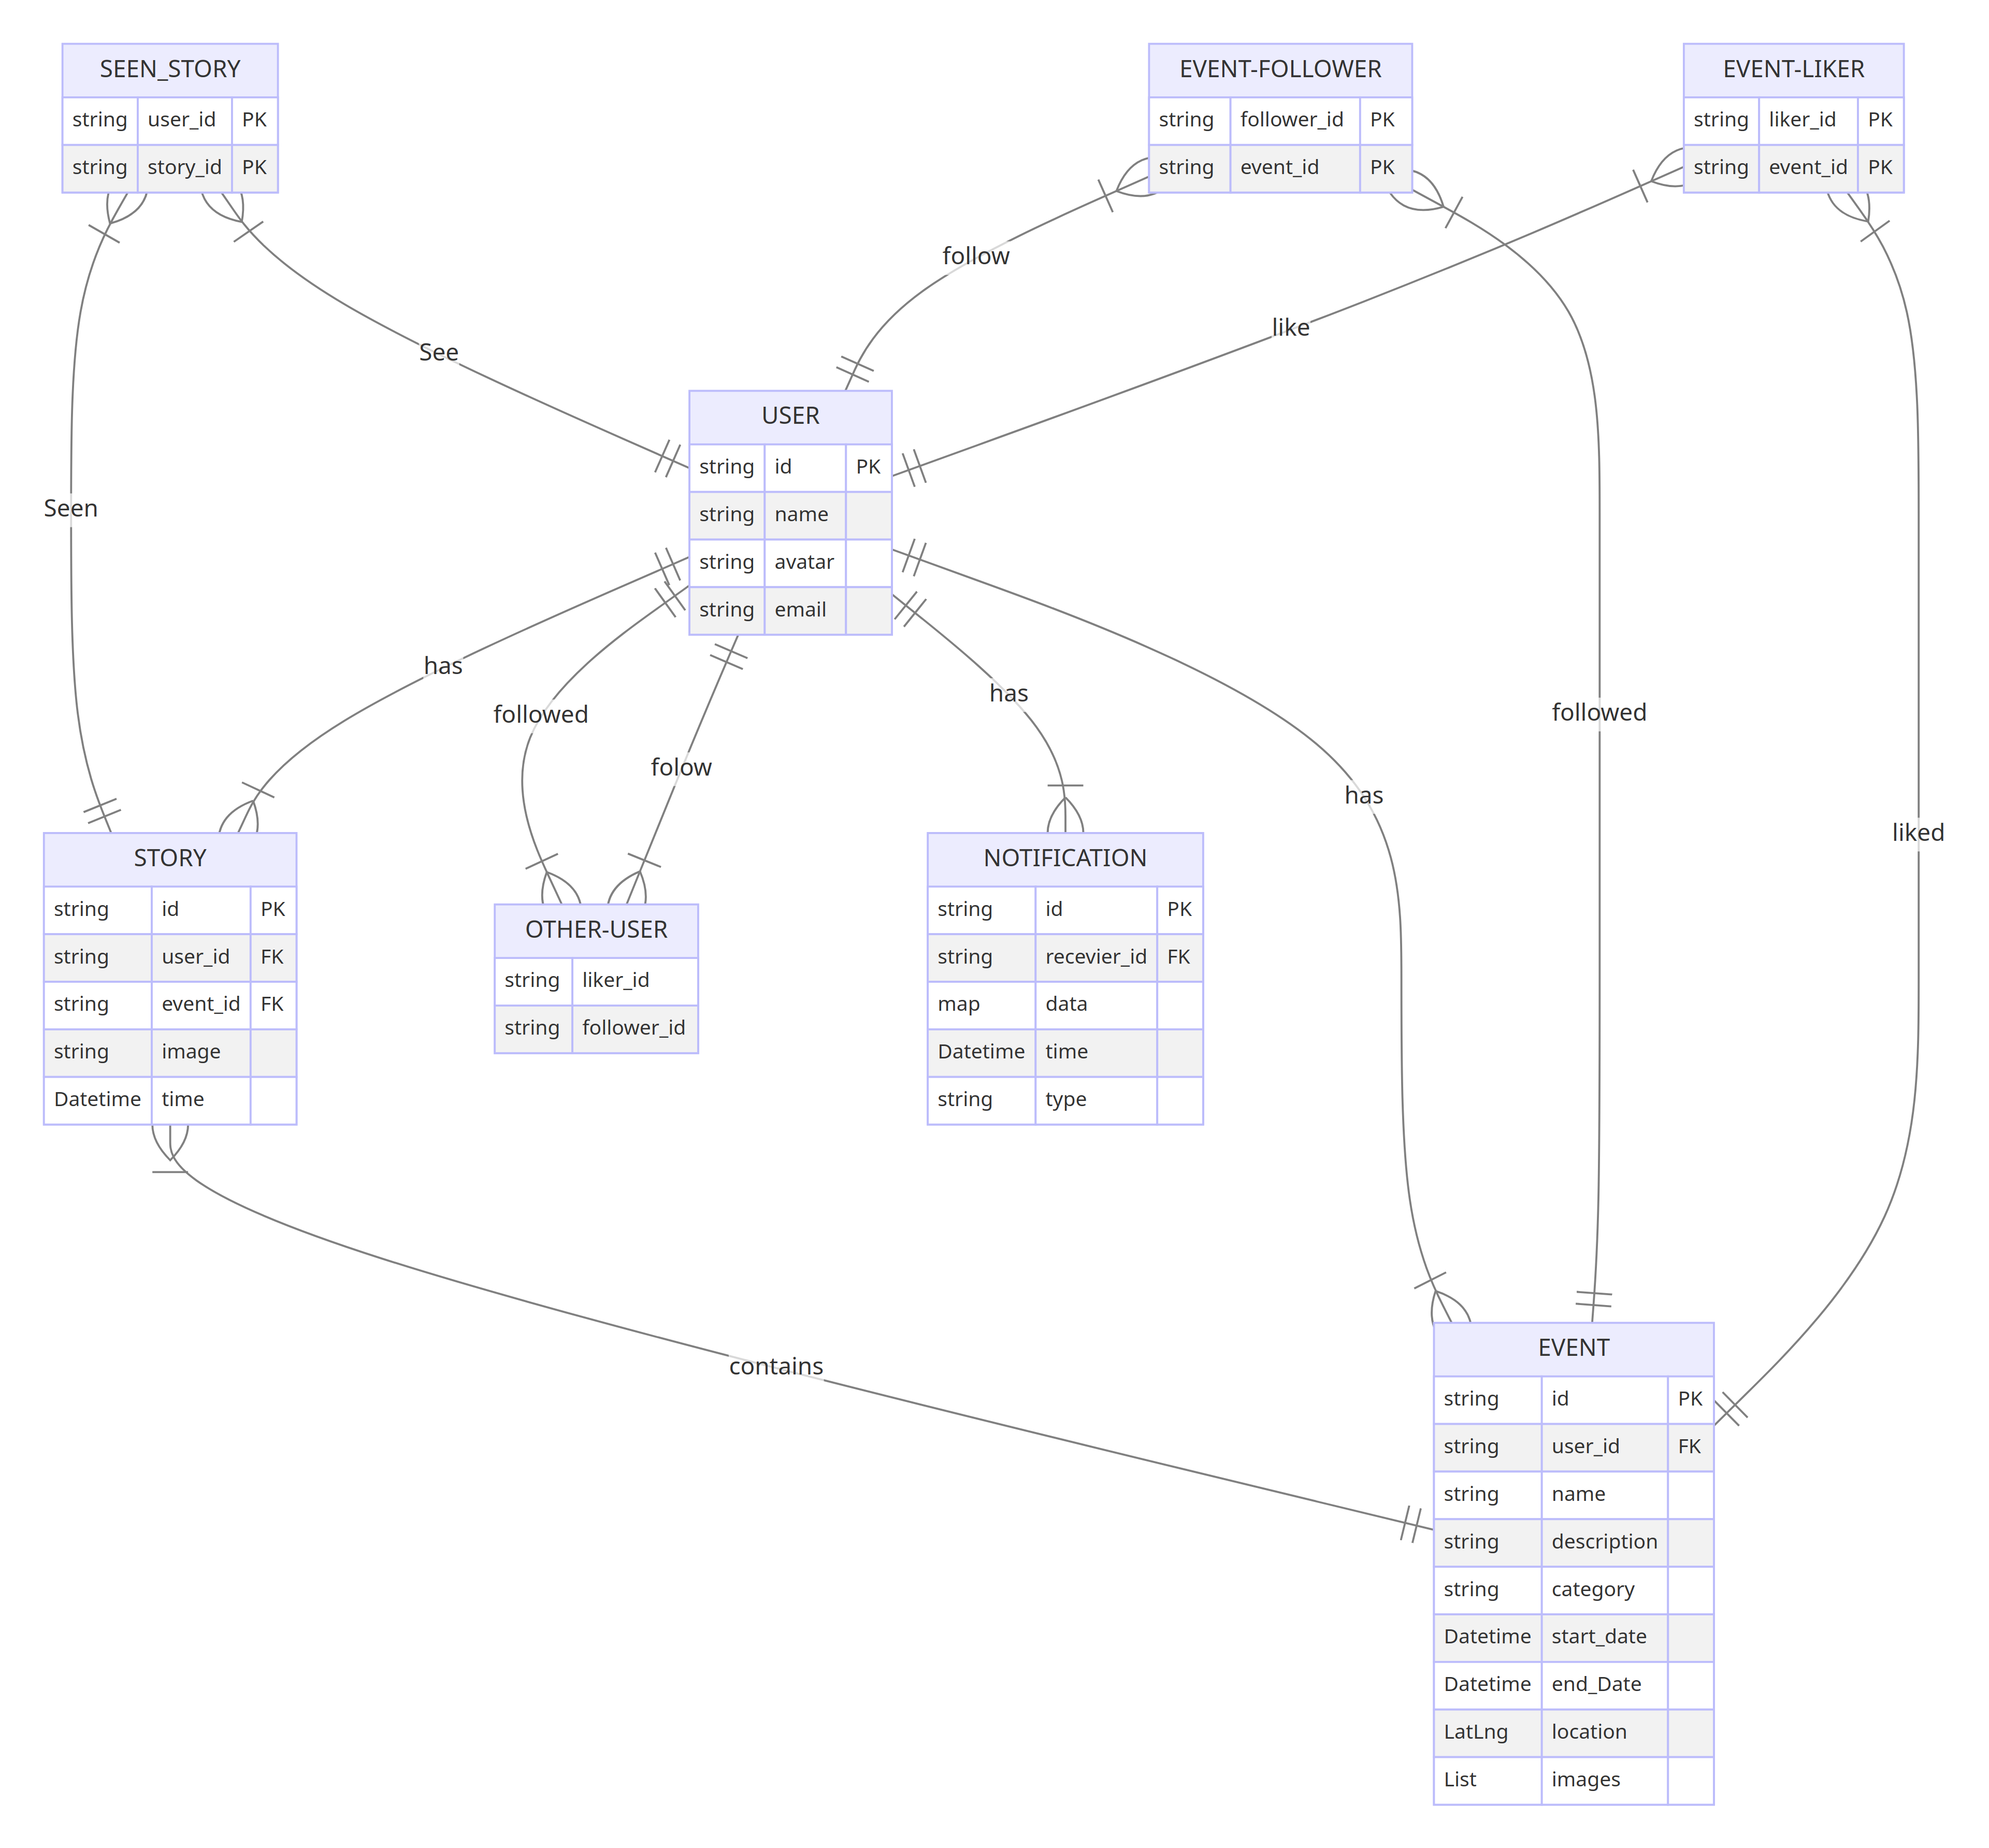 SEEN_STORY
string user_id PK
string story_id PK
EVENT-FOLLOWER
string follower_id PK
string event_id PK
EVENT-LIKER
string liker_id PK
string event_id PK
follow
like
See
USER
string id PK
string name
string avatar
string email
Seen
has
followed
folow
has
has
followed
liked
STORY
string id PK
string user_id FK
string event_id FK
string image
Datetime time
OTHER-USER
string liker_id
string follower_id
NOTIFICATION
string id PK
string recevier_id FK
map data
Datetime time
string type
contains
EVENT
string id PK
string user_id FK
string name
string description
string category
Datetime start_date
Datetime end_Date
LatLng location
List images